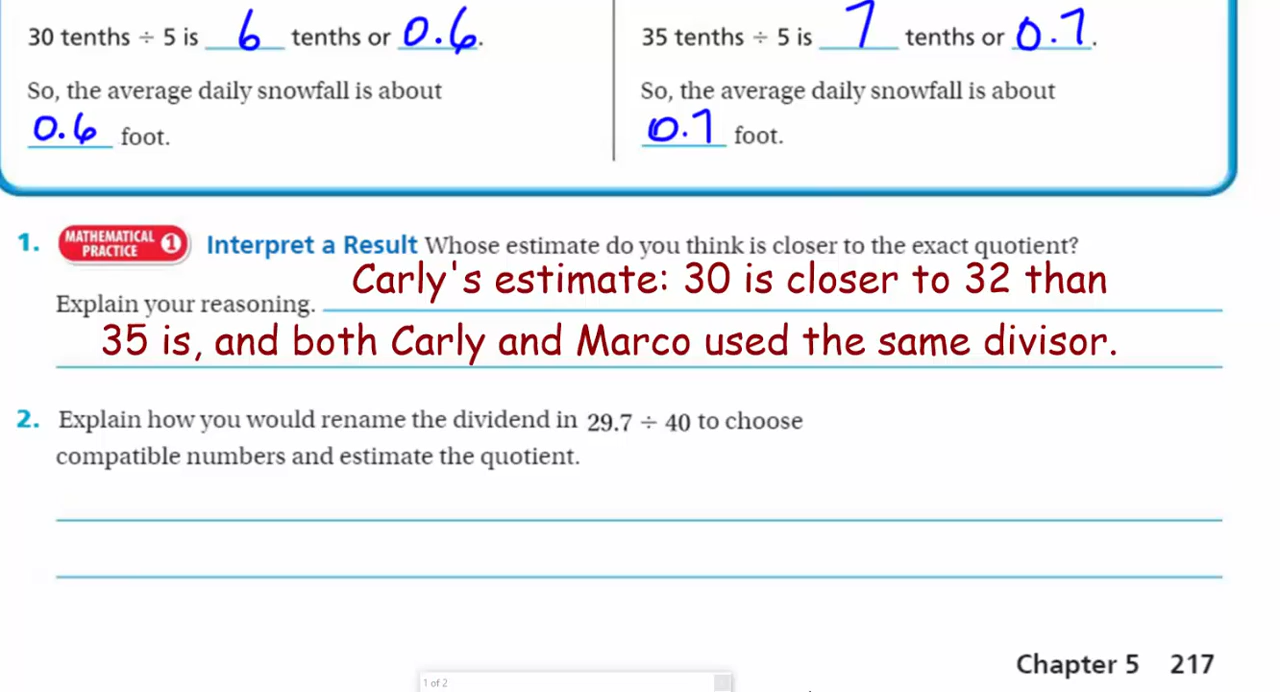 30 tenths ÷ 5 is 6 tenths or 0.6.
So, the average daily snowfall is about
0.6 foot.
35 tenths ÷ 5 is 7 tenths or 0.7.
So, the average daily snowfall is about
0.7 foot.
1. MATHEMATICAL PRACTICE 1 Interpret a Result Whose estimate do you think is closer to the exact quotient?
Explain your reasoning. Carly's estimate: 30 is closer to 32 than
35 is, and both Carly and Marco used the same divisor.
2. Explain how you would rename the dividend in 29.7 ÷ 40 to choose
compatible numbers and estimate the quotient.
Chapter 5 217
1 of 2